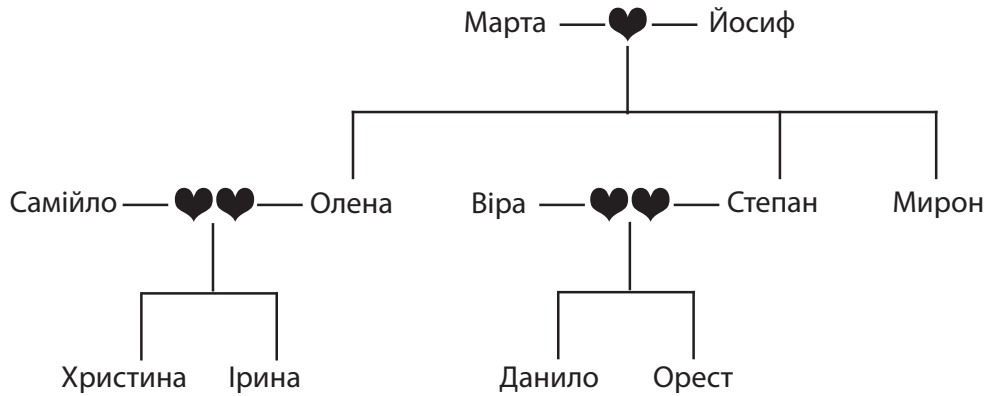 Марта Йосиф
Самійло Олена Віра Степан Мирон
Христина Ірина Данило Орест